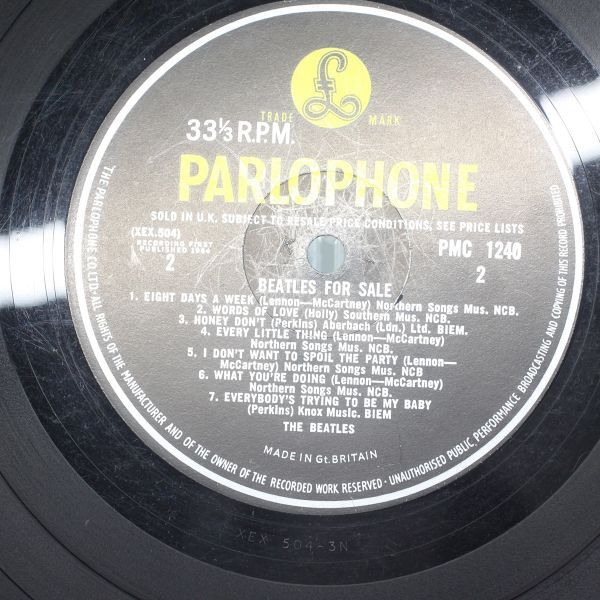 £
TRADE MARK
33⅓ R.P.M.
PARLOPHONE
SOLD IN U.K. SUBJECT TO RESALE PRICE CONDITIONS, SEE PRICE LISTS
(XEX.504)
RECORDING FIRST
PUBLISHED 1964
2
PMC 1240
2
BEATLES FOR SALE
1. EIGHT DAYS A WEEK (Lennon—McCartney) Northern Songs Mus. NCB.
2. WORDS OF LOVE (Holly) Southern Mus. NCB.
3. HONEY DON'T (Perkins) Aberbach (Ldn.) Ltd. BIEM.
4. EVERY LITTLE THING (Lennon—McCartney)
Northern Songs Mus. NCB.
5. I DON'T WANT TO SPOIL THE PARTY (Lennon—
McCartney) Northern Songs Mus. NCB
6. WHAT YOU'RE DOING (Lennon—McCartney)
Northern Songs Mus. NCB.
7. EVERYBODY'S TRYING TO BE MY BABY
(Perkins) Knox Music. BIEM
THE BEATLES
MADE IN Gt. BRITAIN
THE PARLOPHONE CO. LTD · ALL RIGHTS OF THE MANUFACTURER AND OF THE OWNER OF THE RECORDED WORK RESERVED · UNAUTHORISED PUBLIC PERFORMANCE BROADCASTING AND COPYING OF THIS RECORD PROHIBITED
XEX 504-3N